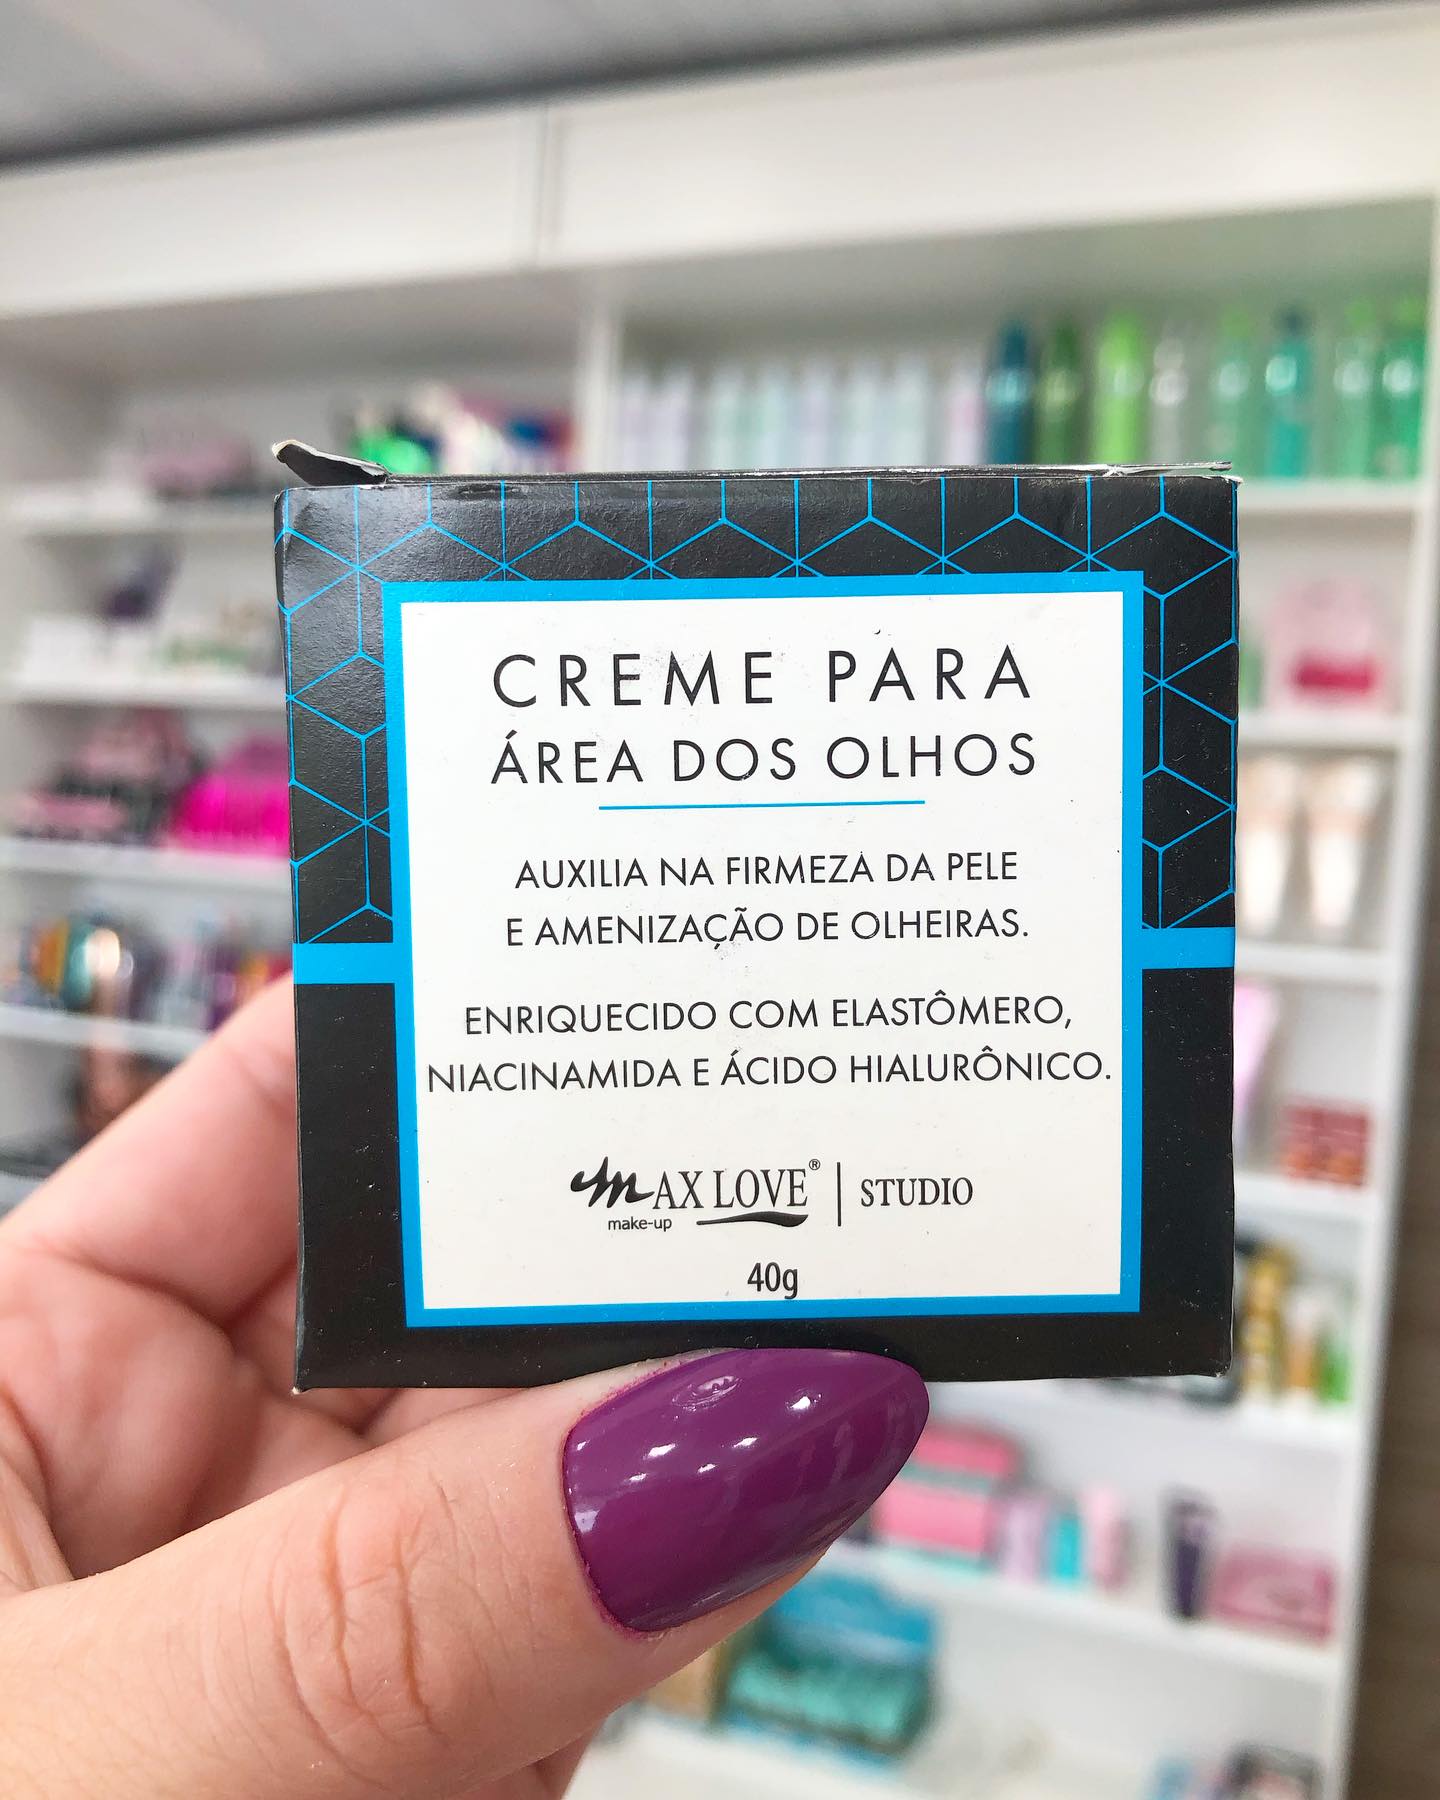 CREME PARA
ÁREA DOS OLHOS
AUXILIA NA FIRMEZA DA PELE
E AMENIZAÇÃO DE OLHEIRAS.
ENRIQUECIDO COM ELASTÔMERO,
NIACINAMIDA E ÁCIDO HIALURÔNICO.
MAX LOVE® | STUDIO
make-up
40g